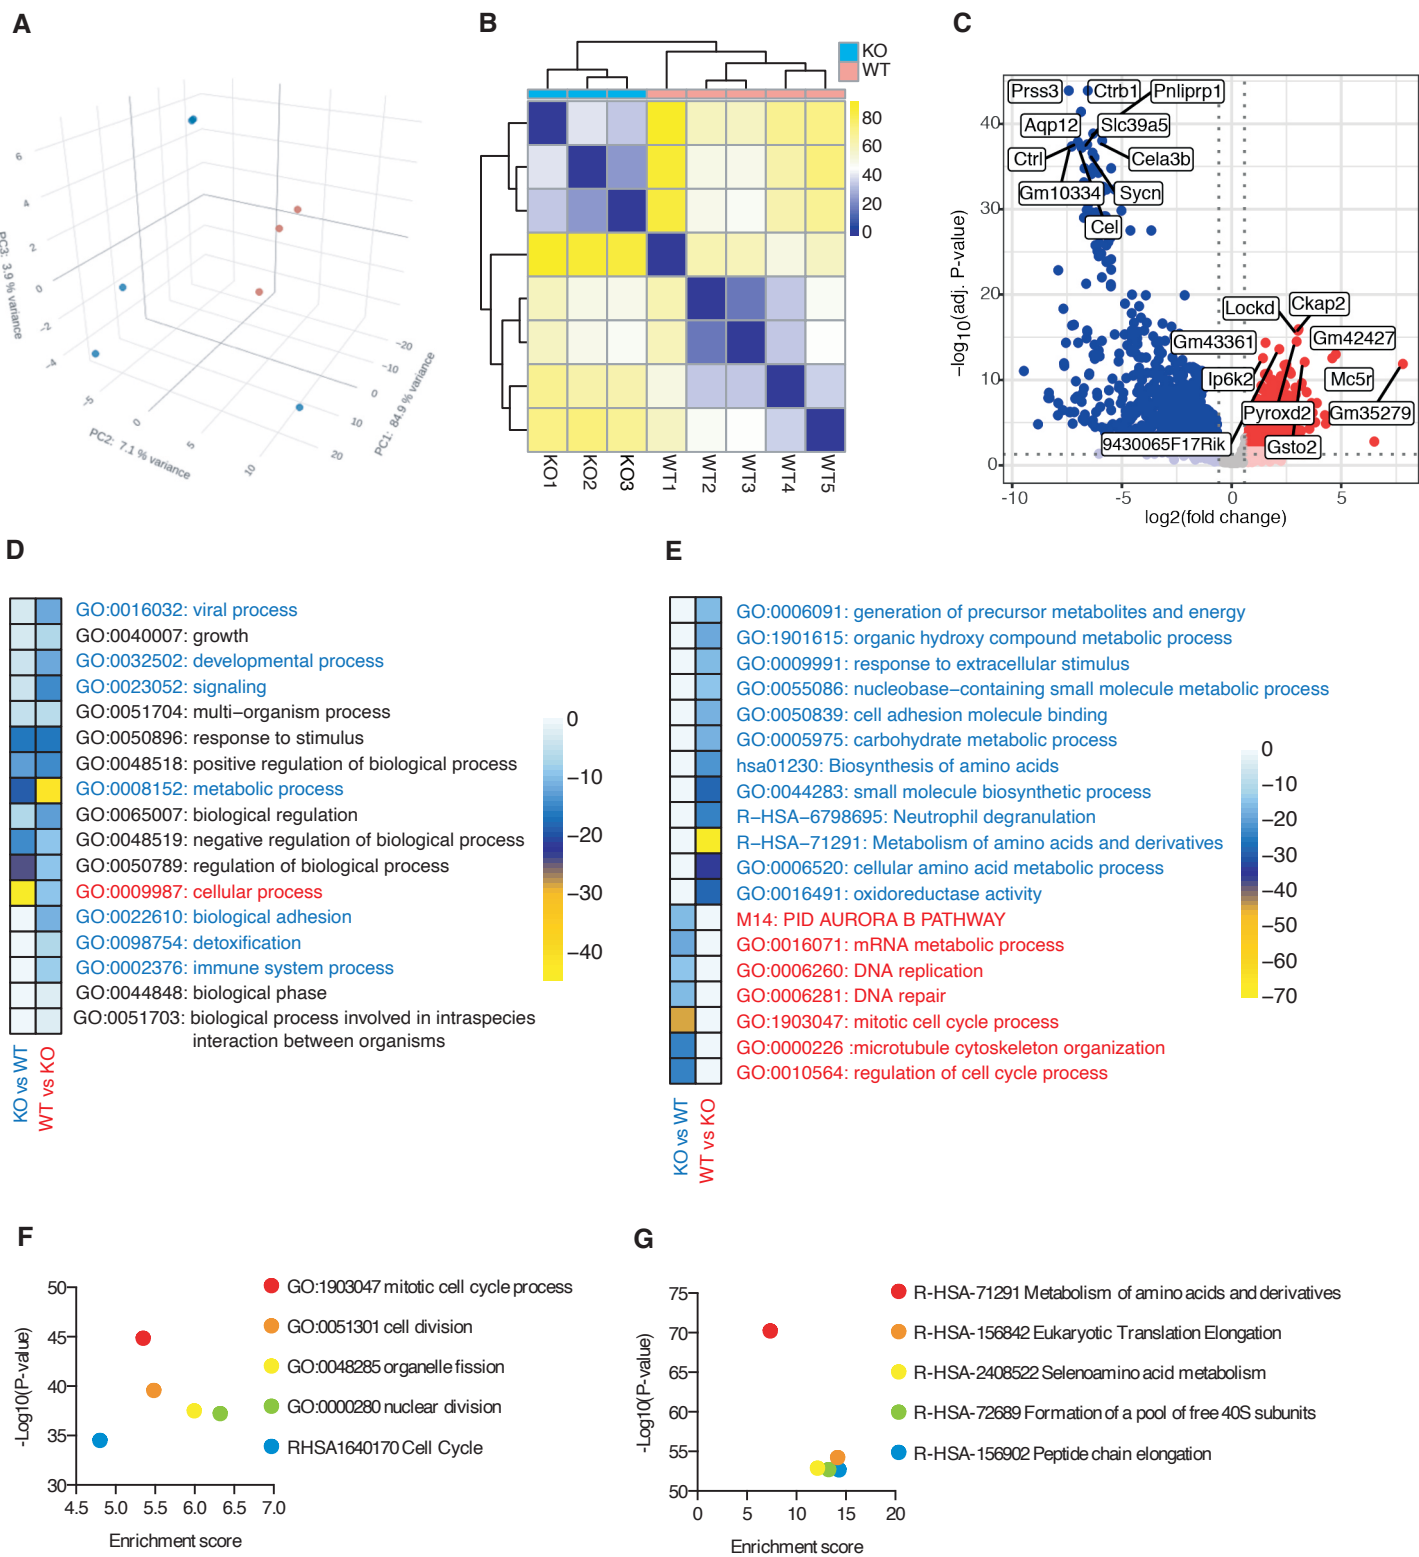 A
B
C
6
4
2
0
−2
−4
PC3: 3.9 % variance
−5
0
5
10
PC2: 7.1 % variance
−20
−10
0
10
20
PC1: 84.9 % variance
KO
WT
80
60
40
20
0
KO1
KO2
KO3
WT1
WT2
WT3
WT4
WT5
Prss3
Ctrb1
Pnliprp1
Aqp12
Slc39a5
Ctrl
Cela3b
Gm10334
Sycn
Cel
Lockd
Ckap2
Gm43361
Gm42427
Ip6k2
Mc5r
Pyroxd2
Gm35279
9430065F17Rik
Gsto2
40
30
20
10
0
−log10(adj. P-value)
-10
-5
0
5
log2(fold change)
D
GO:0016032: viral process
GO:0040007: growth
GO:0032502: developmental process
GO:0023052: signaling
GO:0051704: multi−organism process
GO:0050896: response to stimulus
GO:0048518: positive regulation of biological process
GO:0008152: metabolic process
GO:0065007: biological regulation
GO:0048519: negative regulation of biological process
GO:0050789: regulation of biological process
GO:0009987: cellular process
GO:0022610: biological adhesion
GO:0098754: detoxification
GO:0002376: immune system process
GO:0044848: biological phase
GO:0051703: biological process involved in intraspecies
interaction between organisms
0
−10
−20
−30
−40
KO vs WT
WT vs KO
E
GO:0006091: generation of precursor metabolites and energy
GO:1901615: organic hydroxy compound metabolic process
GO:0009991: response to extracellular stimulus
GO:0055086: nucleobase−containing small molecule metabolic process
GO:0050839: cell adhesion molecule binding
GO:0005975: carbohydrate metabolic process
hsa01230: Biosynthesis of amino acids
GO:0044283: small molecule biosynthetic process
R−HSA−6798695: Neutrophil degranulation
R−HSA−71291: Metabolism of amino acids and derivatives
GO:0006520: cellular amino acid metabolic process
GO:0016491: oxidoreductase activity
M14: PID AURORA B PATHWAY
GO:0016071: mRNA metabolic process
GO:0006260: DNA replication
GO:0006281: DNA repair
GO:1903047: mitotic cell cycle process
GO:0000226 :microtubule cytoskeleton organization
GO:0010564: regulation of cell cycle process
0
−10
−20
−30
−40
−50
−60
−70
KO vs WT
WT vs KO
F
50
45
40
35
30
-Log10(P-value)
4.5 5.0 5.5 6.0 6.5 7.0
Enrichment score
GO:1903047 mitotic cell cycle process
GO:0051301 cell division
GO:0048285 organelle fission
GO:0000280 nuclear division
RHSA1640170 Cell Cycle
G
75
70
65
60
55
50
-Log10(P-value)
0 5 10 15 20
Enrichment score
R-HSA-71291 Metabolism of amino acids and derivatives
R-HSA-156842 Eukaryotic Translation Elongation
R-HSA-2408522 Selenoamino acid metabolism
R-HSA-72689 Formation of a pool of free 40S subunits
R-HSA-156902 Peptide chain elongation